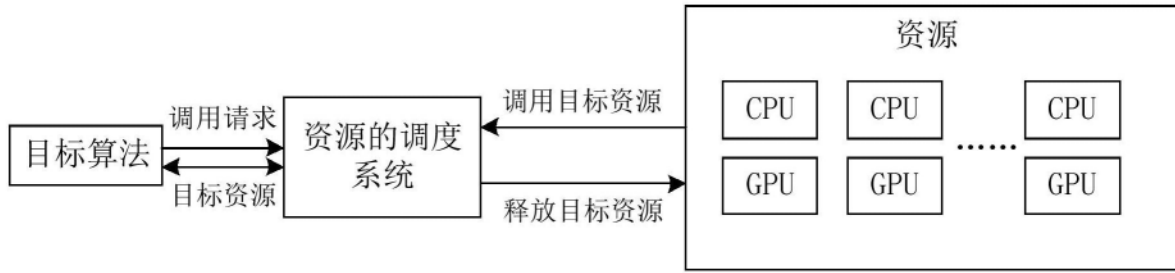 资源
CPU CPU CPU
调用请求
调用目标资源
目标算法
资源的调度
系统
……
目标资源
释放目标资源
GPU GPU GPU